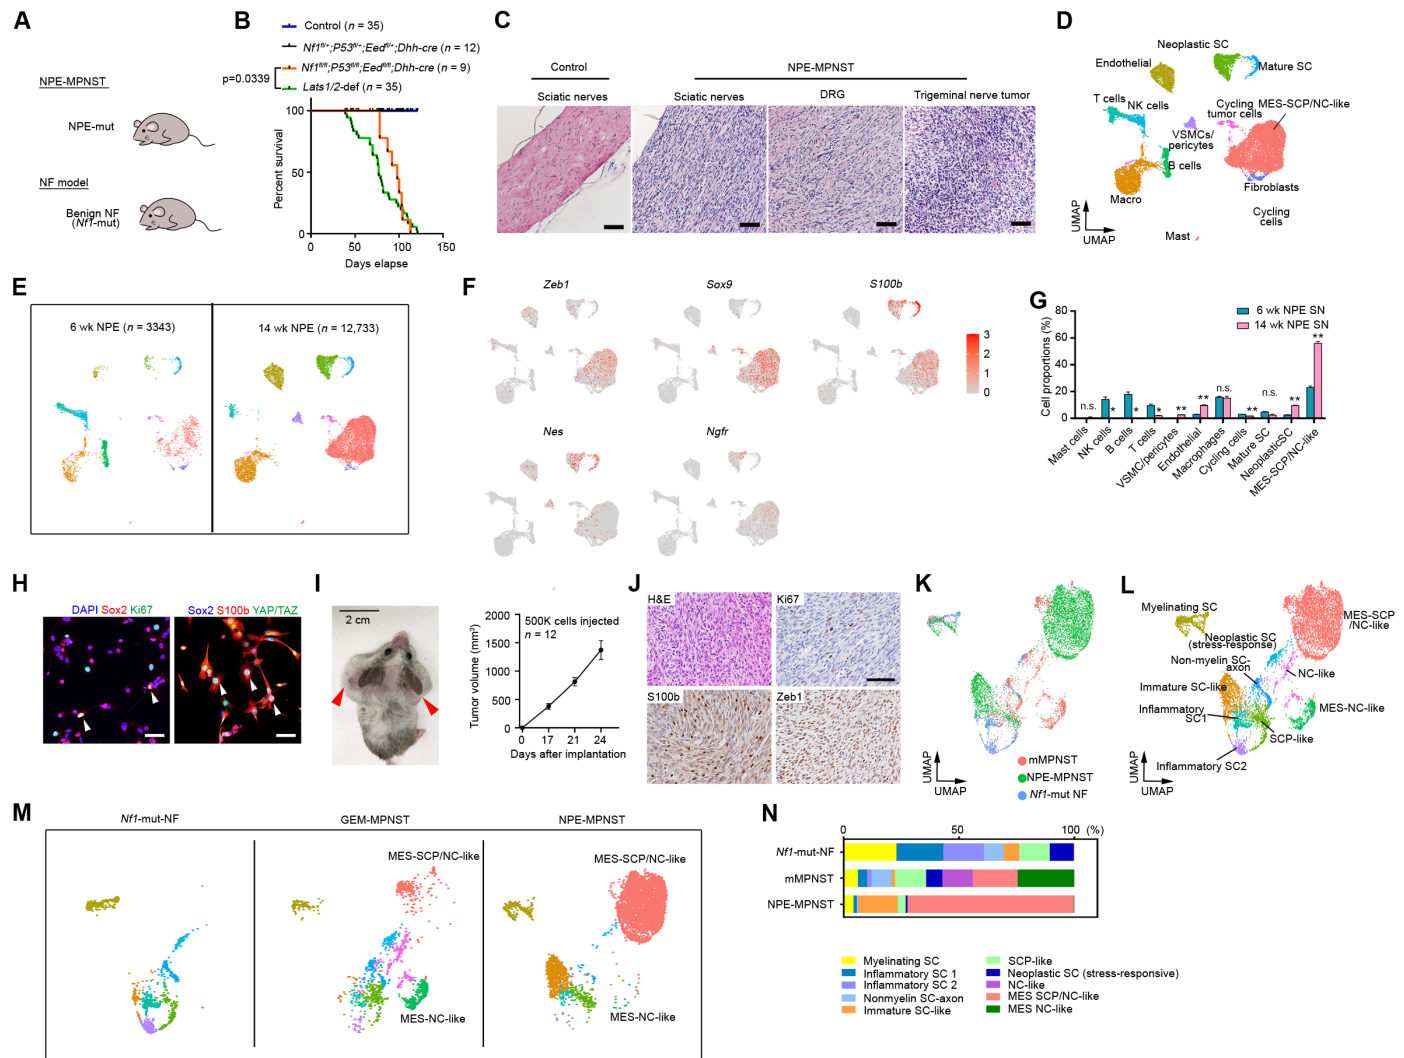 A
NPE-MPNST
NPE-mut
NF model
Benign NF
(Nf1-mut)
B
Control (n = 35)
Nf1fl/+;P53fl/+;Eedfl/+;Dhh-cre (n = 12)
Nf1fl/fl;P53fl/fl;Eedfl/fl;Dhh-cre (n = 9)
Lats1/2-def (n = 35)
p=0.0339
Percent survival
100
50
0
0
50
100
150
Days elapse
C
Control
NPE-MPNST
Sciatic nerves
Sciatic nerves
DRG
Trigeminal nerve tumor
D
Neoplastic SC
Endothelial
Mature SC
T cells
NK cells
Cycling
tumor cells
MES-SCP/NC-like
VSMCs/
pericytes
B cells
Macro
Fibroblasts
Cycling
cells
Mast
UMAP
UMAP
E
6 wk NPE (n = 3343)
14 wk NPE (n = 12,733)
F
Zeb1
Sox9
S100b
3
2
1
0
Nes
Ngfr
G
6 wk NPE SN
14 wk NPE SN
Cell proportions (%)
80
60
40
20
0
n.s.
*
*
*
**
**
n.s.
**
n.s.
**
**
Mast cells
NK cells
B cells
T cells
VSMC/pericytes
Endothelial
Macrophages
Cycling cells
Mature SC
NeoplasticSC
MES-SCP/NC-like
H
DAPI Sox2 Ki67
Sox2 S100b YAP/TAZ
I
2 cm
500K cells injected
n = 12
Tumor volume (mm3)
2000
1500
1000
500
0
0
17
21
24
Days after implantation
J
H&E
Ki67
S100b
Zeb1
K
mMPNST
NPE-MPNST
Nf1-mut NF
UMAP
UMAP
L
Myelinating SC
MES-SCP
/NC-like
Neoplastic SC
(stress-response)
Non-myelin SC-
axon
NC-like
Immature SC-like
MES-NC-like
Inflammatory
SC1
SCP-like
Inflammatory SC2
UMAP
UMAP
M
Nf1-mut-NF
GEM-MPNST
NPE-MPNST
MES-SCP/NC-like
MES-SCP/NC-like
MES-NC-like
MES-NC-like
N
0
50
100
(%)
Nf1-mut-NF
mMPNST
NPE-MPNST
Myelinating SC
Inflammatory SC 1
Inflammatory SC 2
Nonmyelin SC-axon
Immature SC-like
SCP-like
Neoplastic SC (stress-responsive)
NC-like
MES SCP/NC-like
MES NC-like